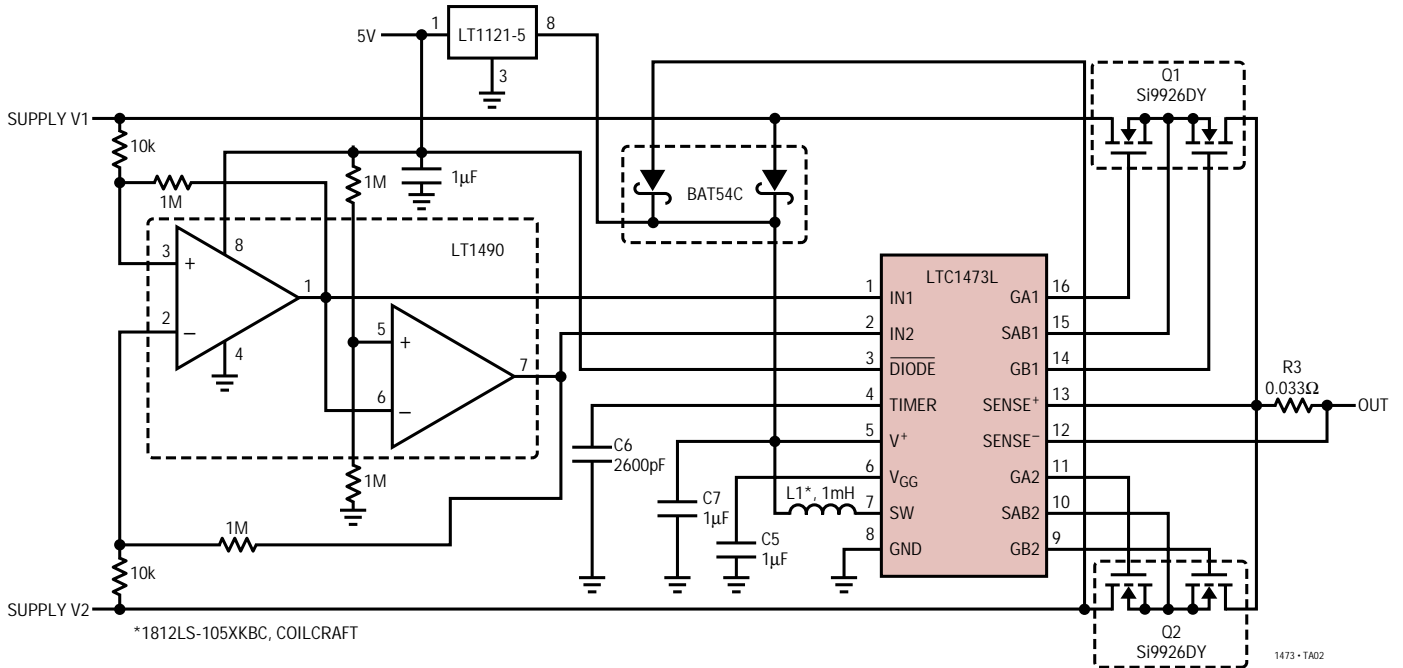 1
8
5V
LT1121-5
3
Q1
Si9926DY
SUPPLY V1
10k
1M
1M
1µF
BAT54C
LT1490
8
3
+
1
2
–
4
5
+
7
6
–
1M
1M
10k
SUPPLY V2
*1812LS-105XKBC, COILCRAFT
C6
2600pF
C7
1µF
L1*, 1mH
C5
1µF
LTC1473L
1 IN1 GA1 16
2 IN2 SAB1 15
3 DIODE GB1 14
4 TIMER SENSE+ 13
5 V+ SENSE– 12
6 VGG GA2 11
7 SW SAB2 10
8 GND GB2 9
R3
0.033Ω
OUT
Q2
Si9926DY
1473 • TA02